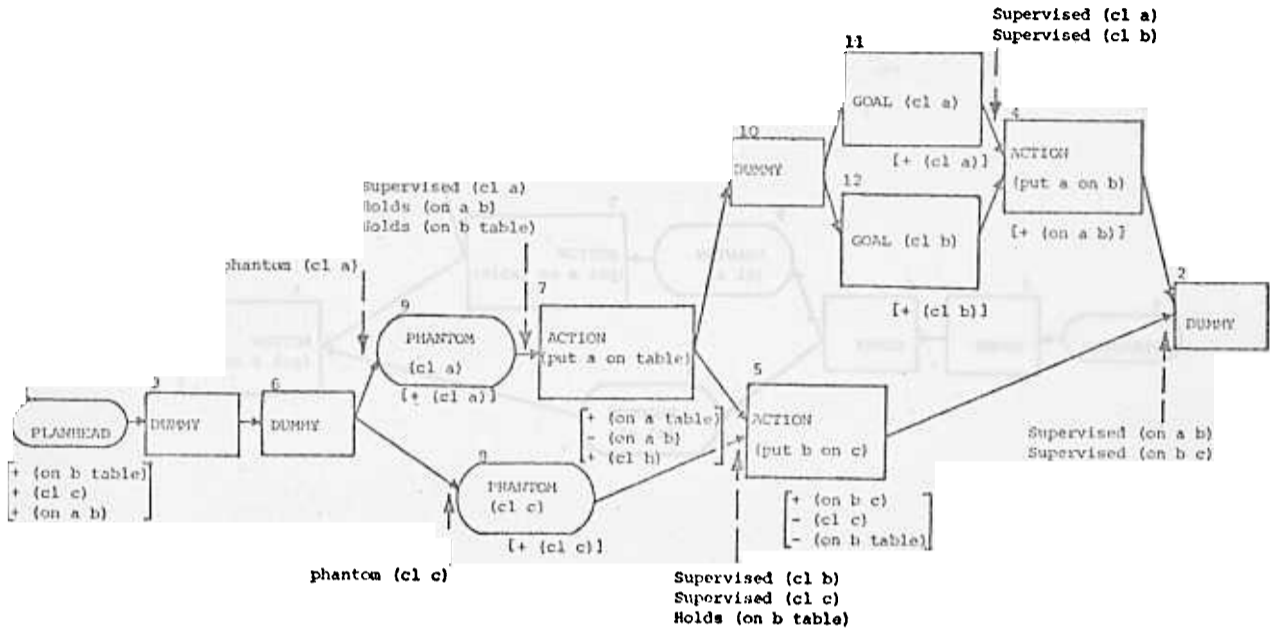 Supervised (cl a)
Supervised (cl b)
11
GOAL (cl a)
[+ (cl a)]
4
ACTION
(put a on b)
[+ (on a b)]
10
DUMMY
12
GOAL (cl b)
[+ (cl b)]
Supervised (cl a)
Holds (on a b)
Holds (on b table)
phantom (cl a)
9
PHANTOM
(cl a)
[+ (cl a)]
7
ACTION
(put a on table)
+ (on a table)
- (on a b)
+ (cl b)
2
DUMMY
Supervised (on a b)
Supervised (on b c)
PLANHEAD
+ (on b table)
+ (cl c)
+ (on a b)
3
DUMMY
6
DUMMY
PHANTOM
(cl c)
[+ (cl c)]
phantom (cl c)
5
ACTION
(put b on c)
+ (on b c)
- (cl c)
- (on b table)
Supervised (cl b)
Supervised (cl c)
Holds (on b table)